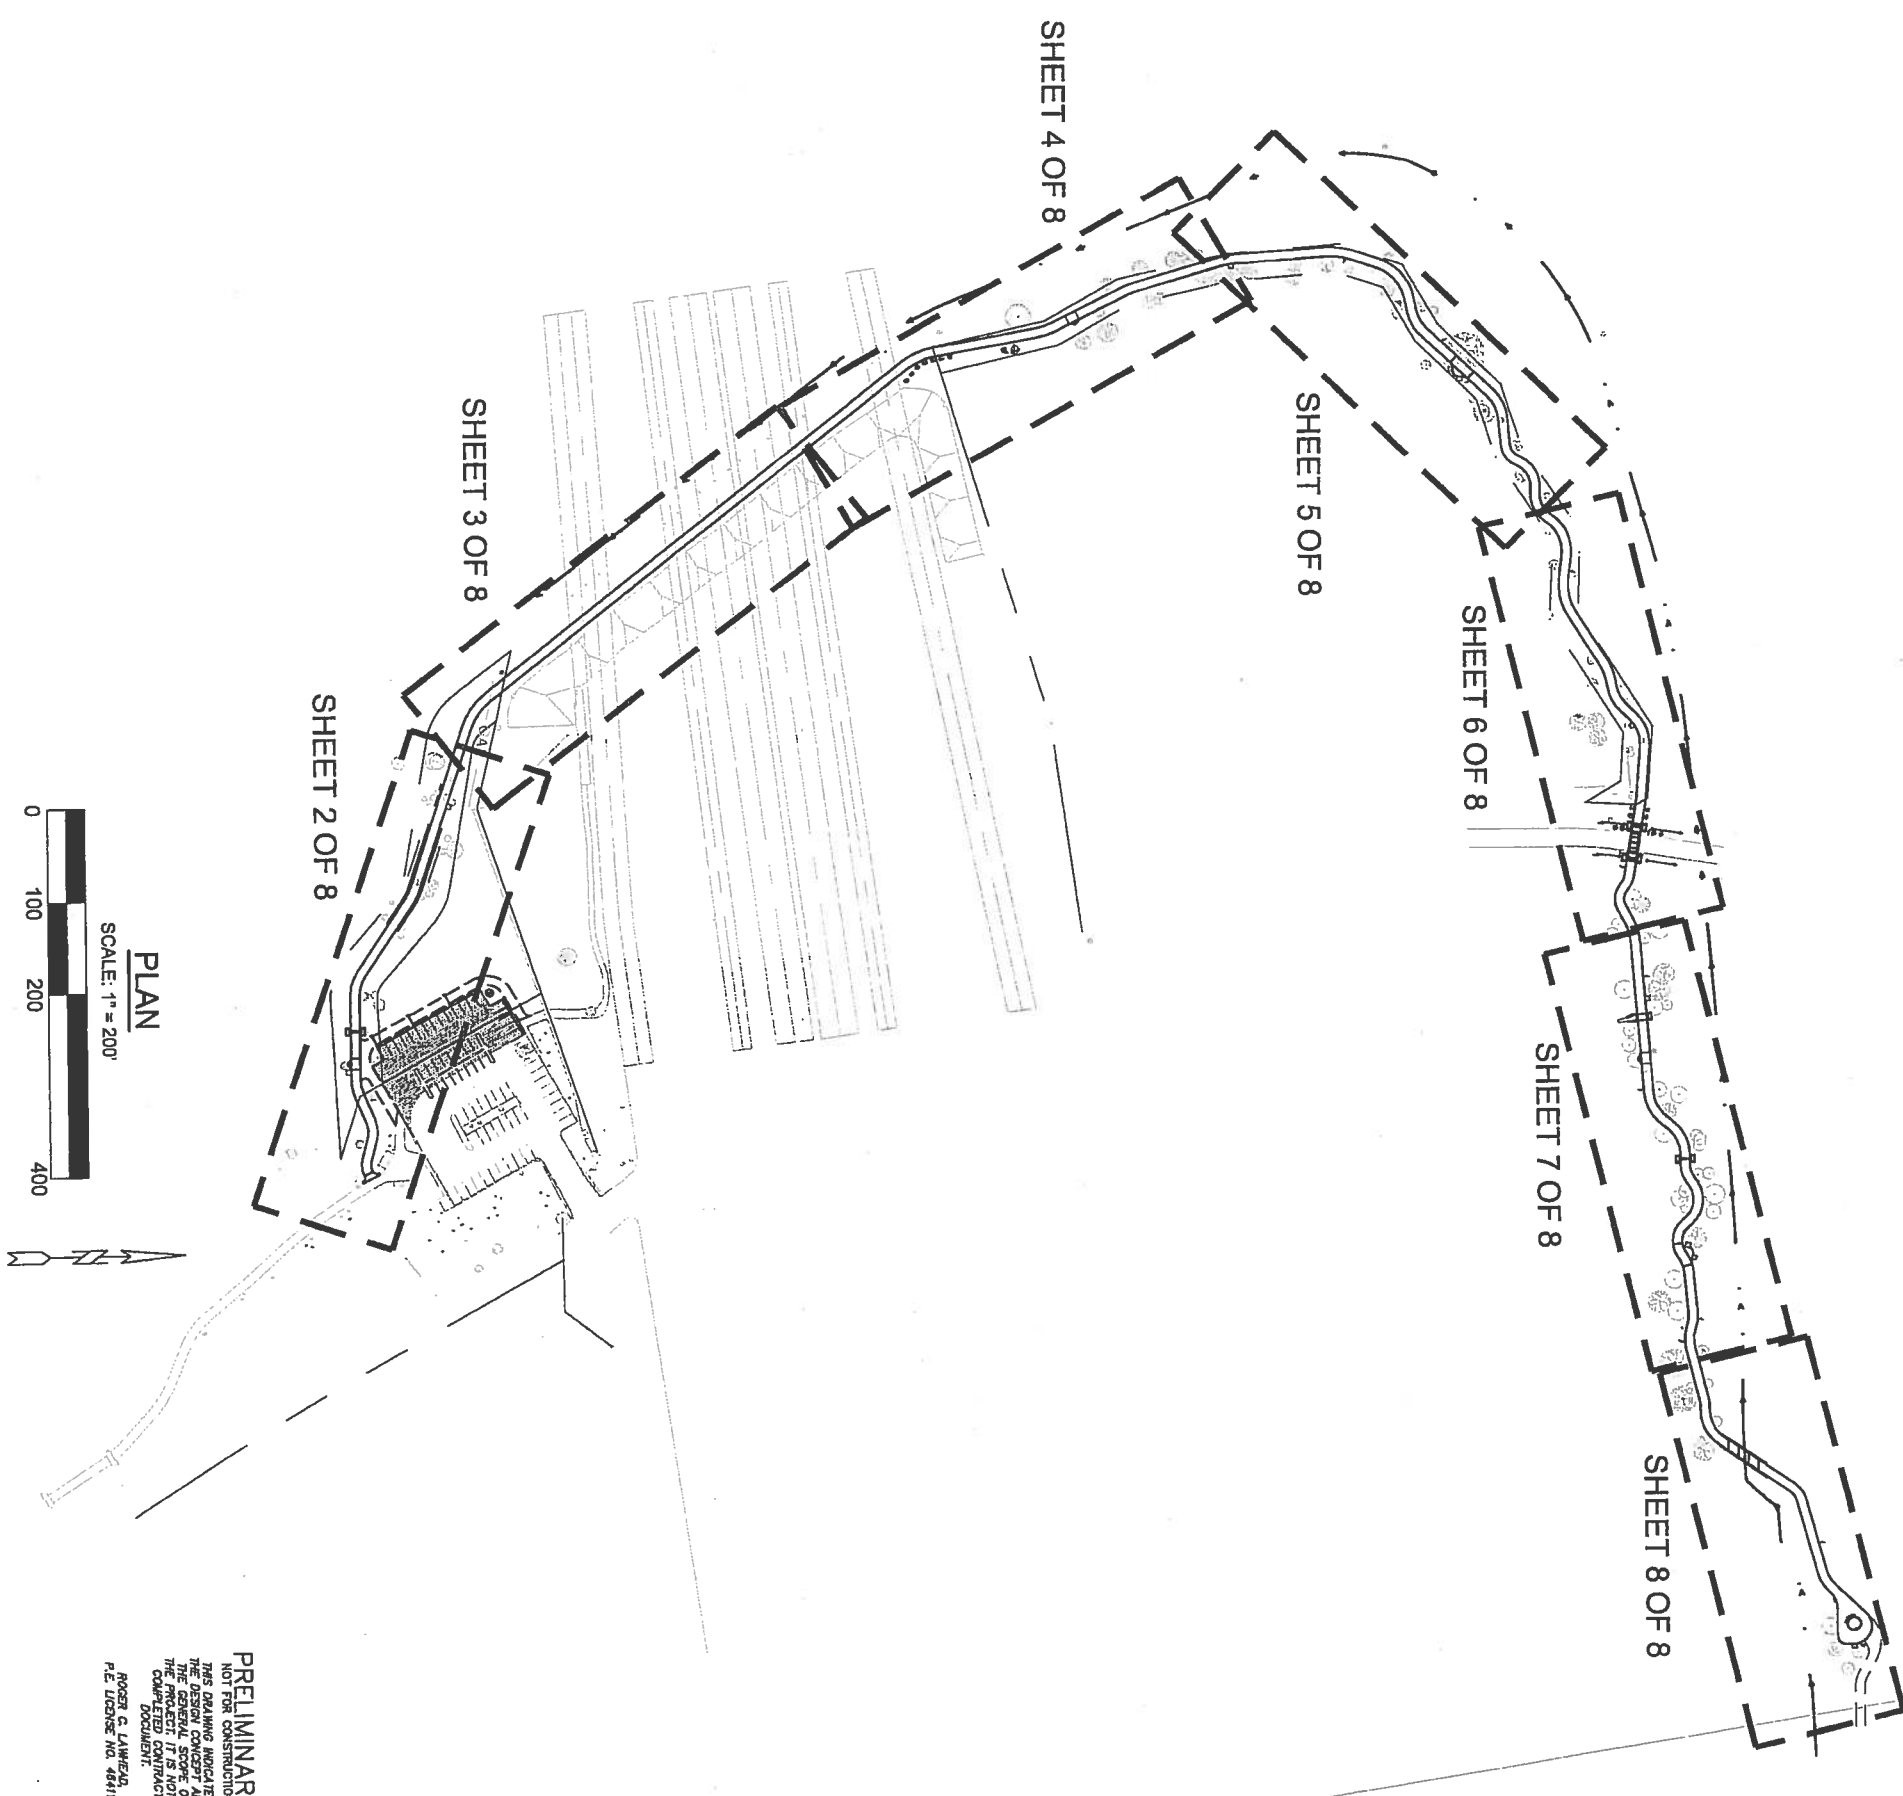 SHEET 4 OF 8
SHEET 5 OF 8
SHEET 3 OF 8
SHEET 6 OF 8
SHEET 2 OF 8
SHEET 7 OF 8
SHEET 8 OF 8
0 100 200 400
PLAN
SCALE: 1" = 200'
PRELIMINAR
NOT FOR CONSTRUCTIO
THIS DRAWING INDICATE
THE DESIGN CONCEPT A
THE GENERAL SCOPE O
THE PROJECT. IT IS NOT
COMPLETED CONTRACT
DOCUMENT.
ROGER C. LAWHEAD,
P.E. LICENSE NO.